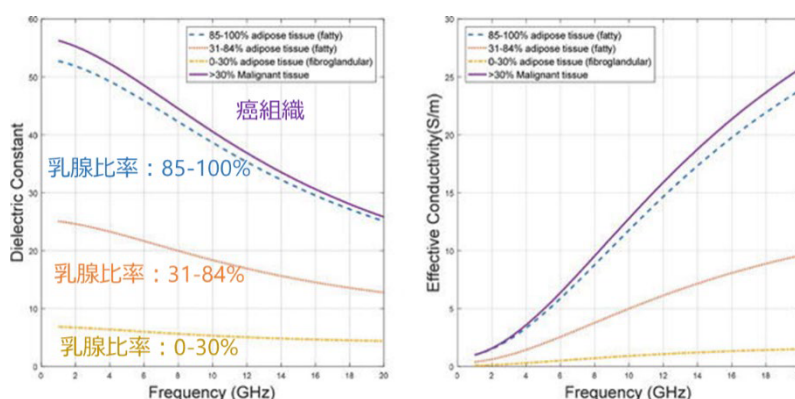 60
50
40
30
20
10
0
0 2 4 6 8 10 12 14 16 18 20
Dielectric Constant
Frequency (GHz)
85-100% adipose tissue (fatty)
31-84% adipose tissue (fatty)
0-30% adipose tissue (fibroglandular)
>30% Malignant tissue
癌組織
乳腺比率：85-100%
乳腺比率：31-84%
乳腺比率：0-30%
30
25
20
15
10
5
0
0 2 4 6 8 10 12 14 16 18
Effective Conductivity(S/m)
Frequency (GHz)
85-100% adipose tissue (fatty)
31-84% adipose tissue (fatty)
0-30% adipose tissue (fibroglandular)
>30% Malignant tissue